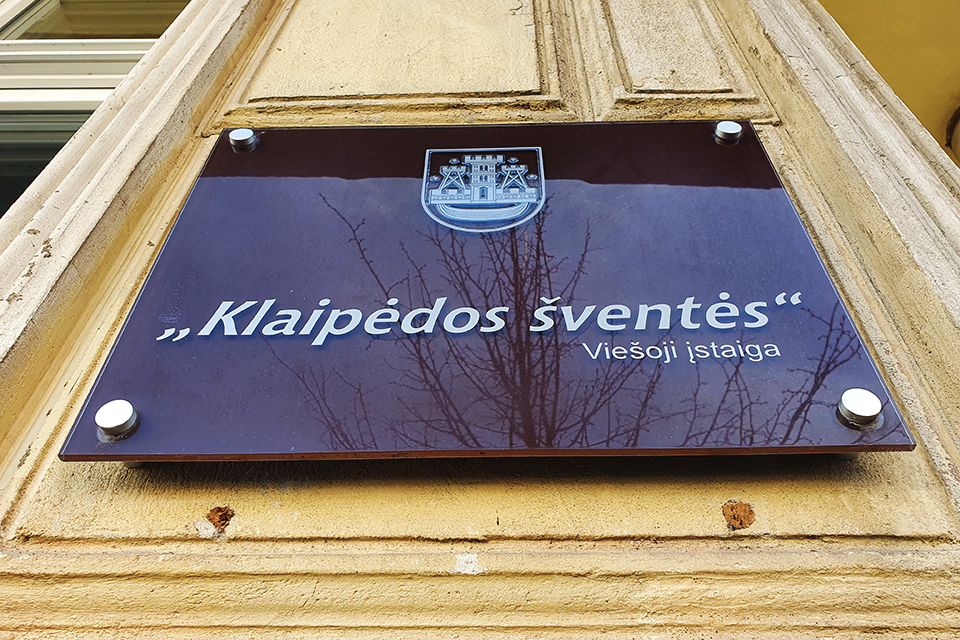 „Klaipėdos šventės“
Viešoji įstaiga